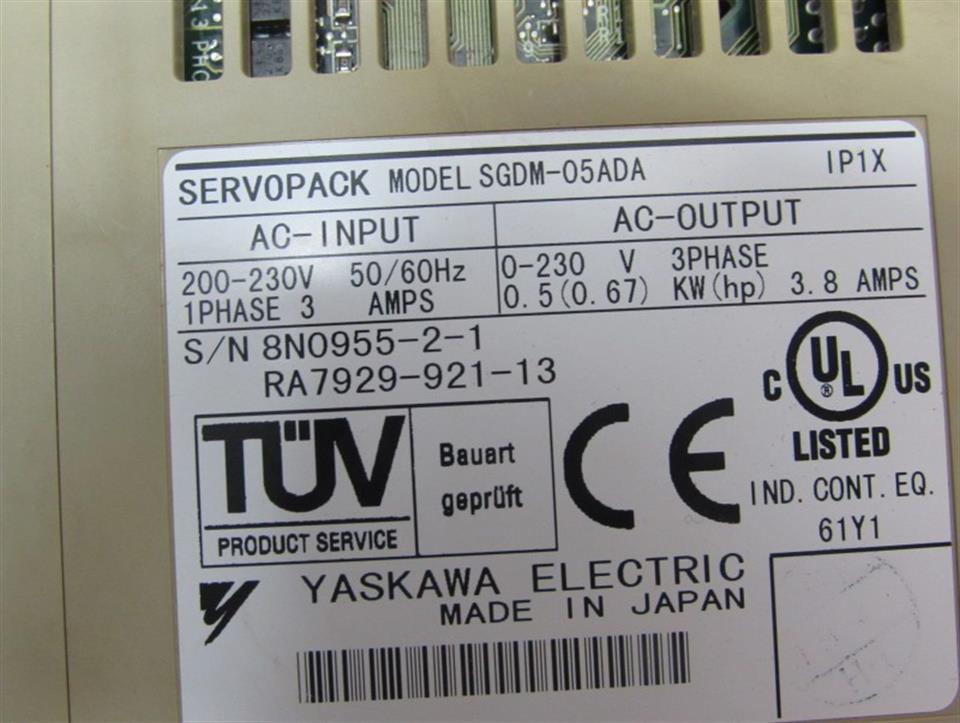 SERVOPACK MODEL SGDM-05ADA IP1X
AC-INPUT AC-OUTPUT
200-230V 50/60Hz 0-230 V 3PHASE
1PHASE 3 AMPS 0.5(0.67) KW(hp) 3.8 AMPS
S/N 8N0955-2-1
RA7929-921-13
C UL ® US
LISTED
IND. CONT. EQ.
61Y1
TÜV
PRODUCT SERVICE
Bauart
geprüft
CE
YASKAWA ELECTRIC
MADE IN JAPAN